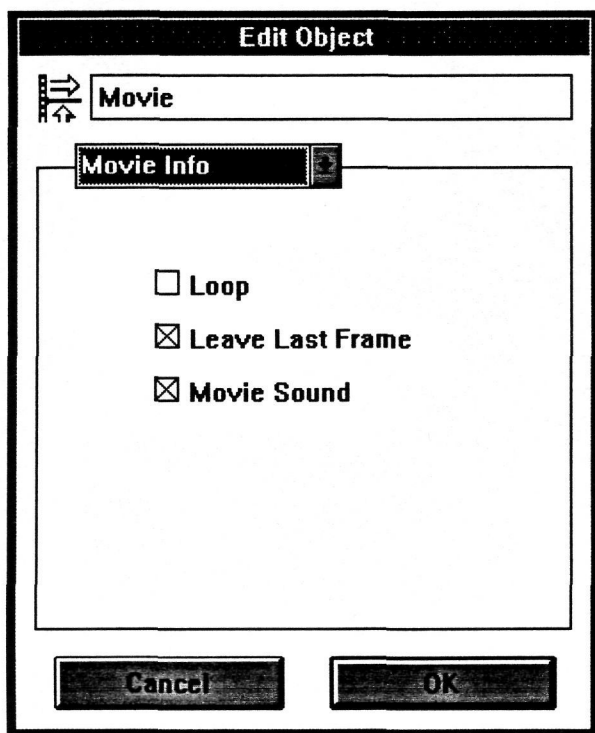 Edit Object
Movie
Movie Info
Loop
Leave Last Frame
Movie Sound
Cancel
OK